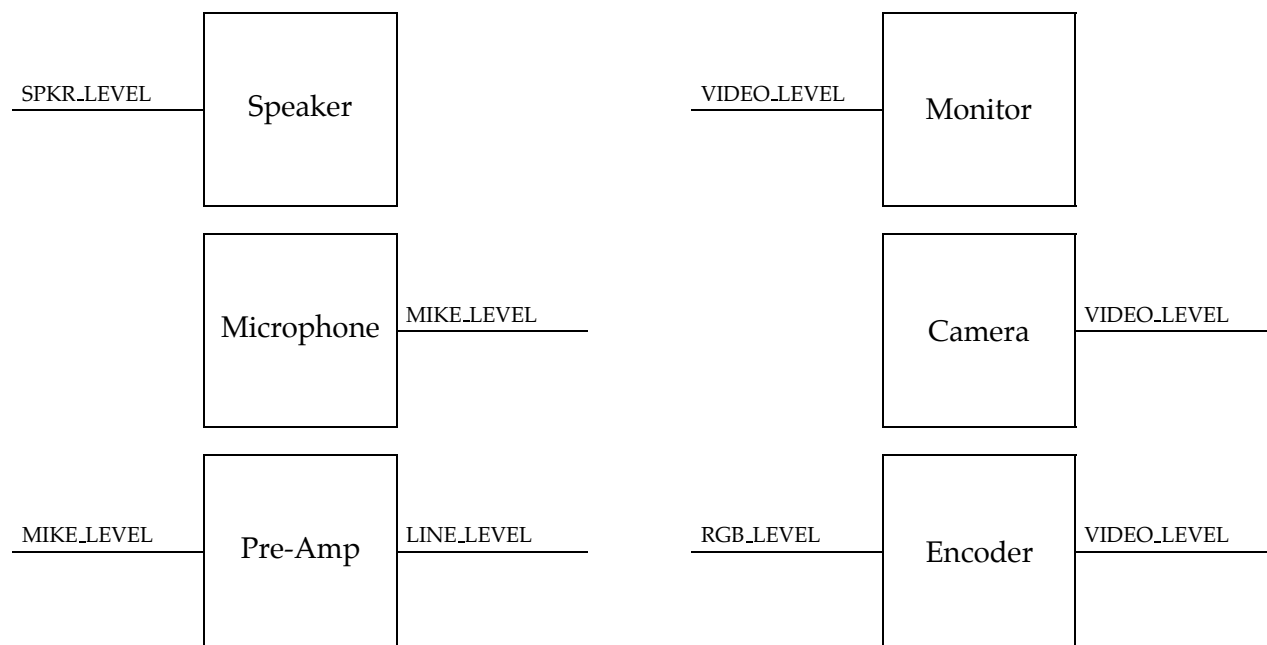 SPKR_LEVEL
Speaker
VIDEO_LEVEL
Monitor
Microphone
MIKE_LEVEL
Camera
VIDEO_LEVEL
MIKE_LEVEL
Pre-Amp
LINE_LEVEL
RGB_LEVEL
Encoder
VIDEO_LEVEL